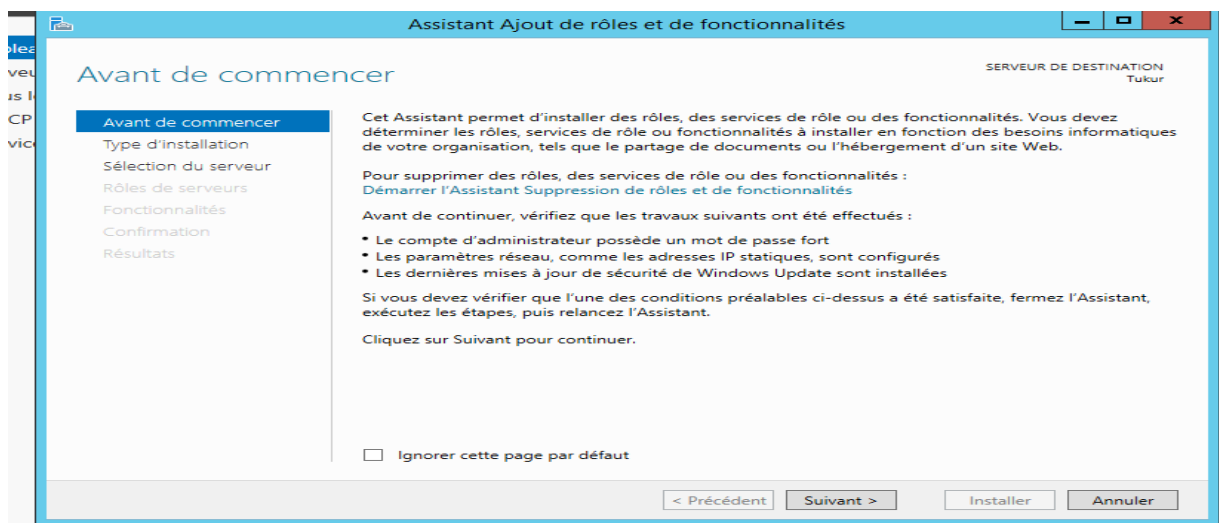 Assistant Ajout de rôles et de fonctionnalités
Avant de commencer
SERVEUR DE DESTINATION
Tukur
Avant de commencer
Type d'installation
Sélection du serveur
Rôles de serveurs
Fonctionnalités
Confirmation
Résultats
Cet Assistant permet d'installer des rôles, des services de rôle ou des fonctionnalités. Vous devez
déterminer les rôles, services de rôle ou fonctionnalités à installer en fonction des besoins informatiques
de votre organisation, tels que le partage de documents ou l'hébergement d'un site Web.
Pour supprimer des rôles, des services de rôle ou des fonctionnalités :
Démarrer l'Assistant Suppression de rôles et de fonctionnalités
Avant de continuer, vérifiez que les travaux suivants ont été effectués :
• Le compte d'administrateur possède un mot de passe fort
• Les paramètres réseau, comme les adresses IP statiques, sont configurés
• Les dernières mises à jour de sécurité de Windows Update sont installées
Si vous devez vérifier que l'une des conditions préalables ci-dessus a été satisfaite, fermez l'Assistant,
exécutez les étapes, puis relancez l'Assistant.
Cliquez sur Suivant pour continuer.
Ignorer cette page par défaut
< Précédent
Suivant >
Installer
Annuler